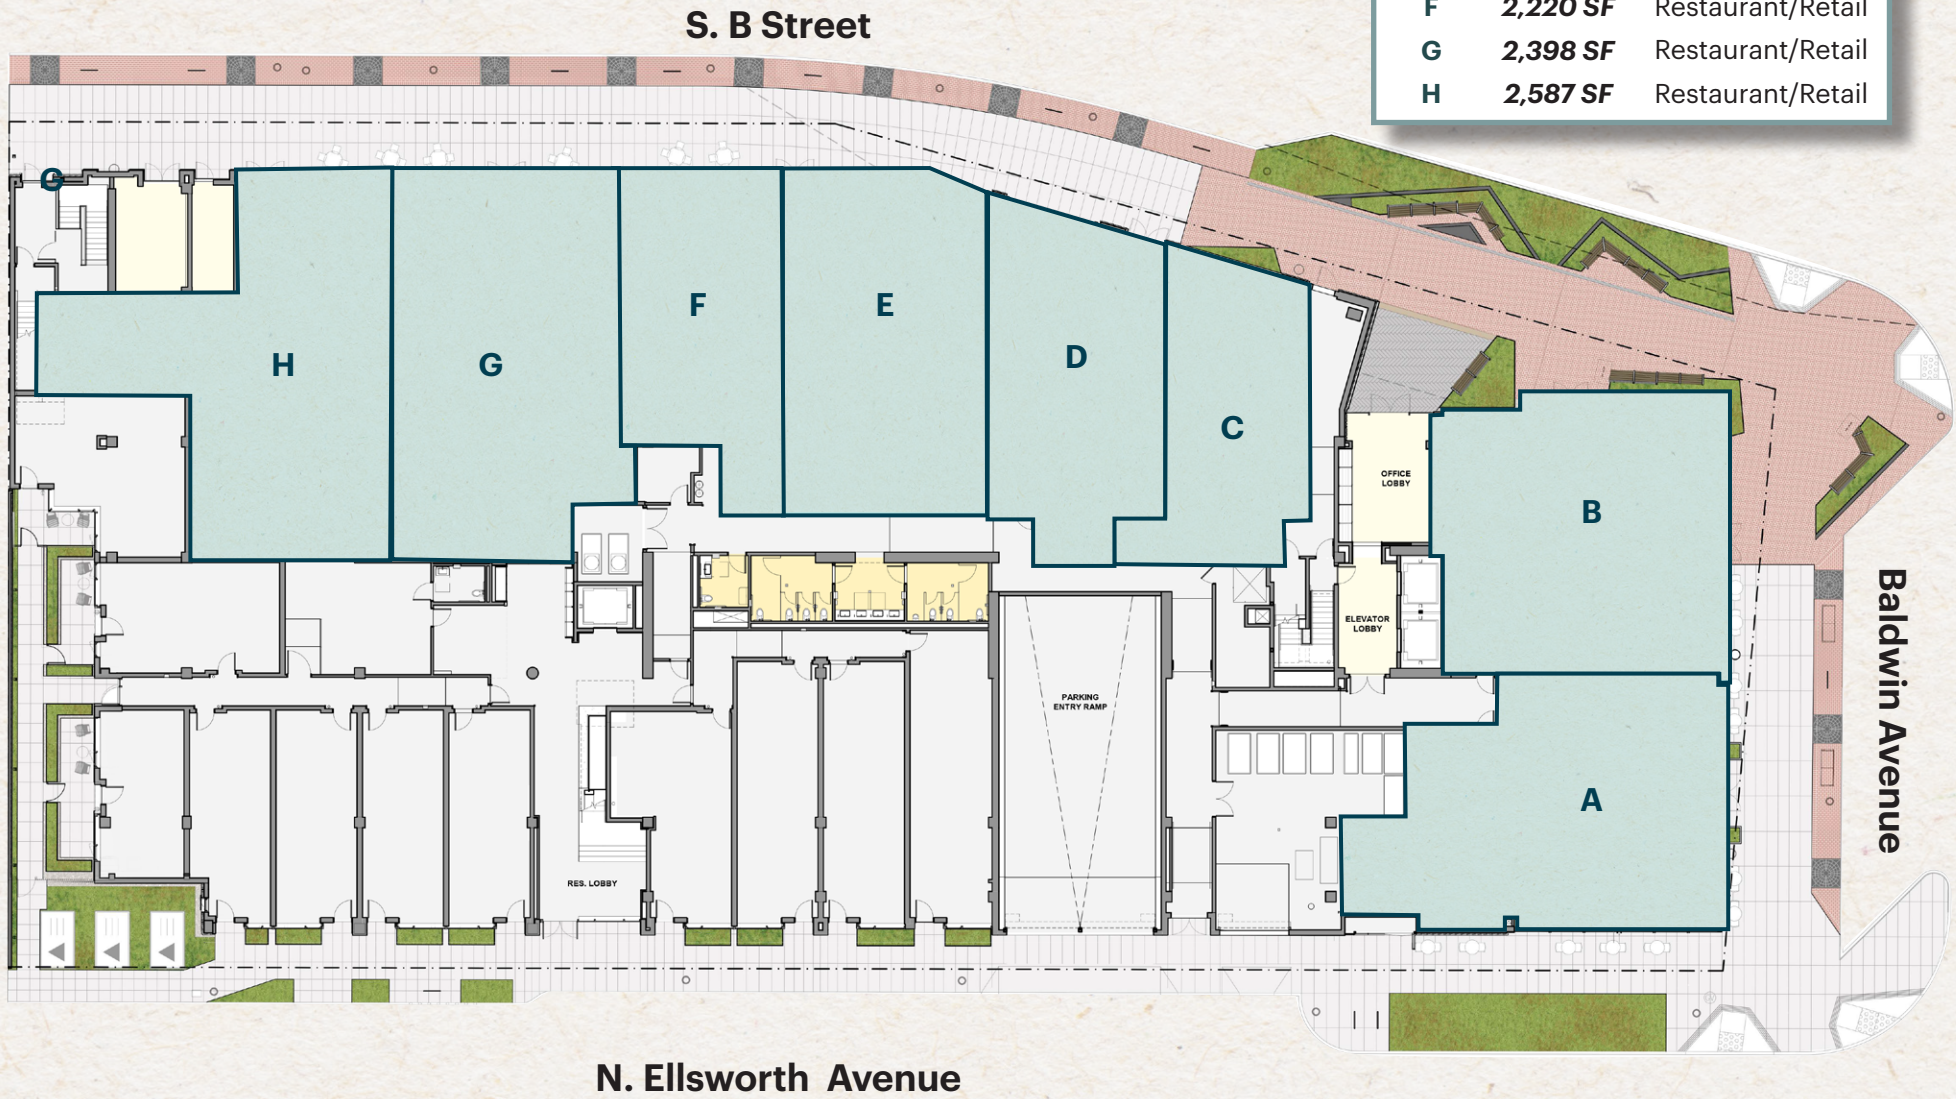 S. B Street
F 2,220 SF Restaurant/Retail
G 2,398 SF Restaurant/Retail
H 2,587 SF Restaurant/Retail
G
F
E
H
G
D
C
OFFICE
LOBBY
B
ELEVATOR
LOBBY
PARKING
ENTRY RAMP
Baldwin Avenue
A
RES. LOBBY
N. Ellsworth Avenue